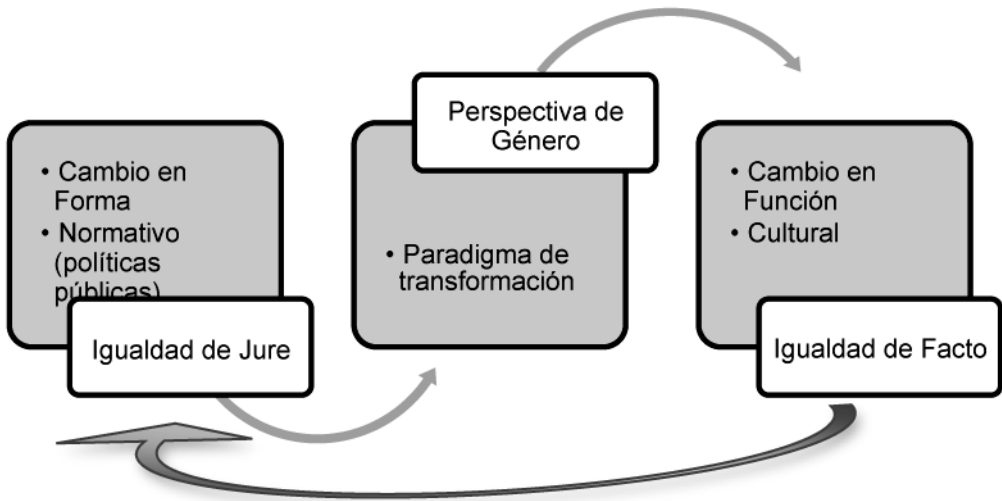 • Cambio en
Forma
• Normativo
(políticas
públicas)
Igualdad de Jure
Perspectiva de
Género
• Paradigma de
transformación
• Cambio en
Función
• Cultural
Igualdad de Facto